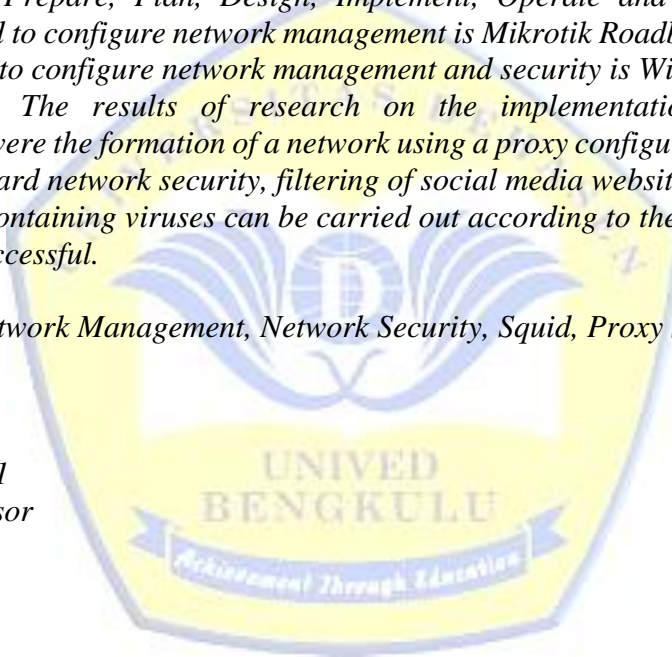 Prepare, Plan, Design, Implement, Operate and
to configure network management is Mikrotik
to configure network management and security is
The results of research on the implementatio
were the formation of a network using a proxy configu
ard network security, filtering of social media websit
ontaining viruses can be carried out according to the
ccessful.
twork Management, Network Security, Squid, Proxy
sor
UNIVERSITAS DEHASEN
UNIVED
BENGKULU
Achievement Through Education